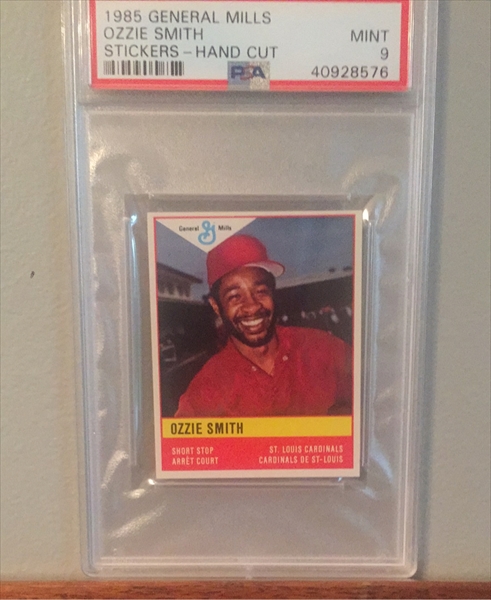 1985 GENERAL MILLS
OZZIE SMITH MINT
STICKERS – HAND CUT 9
PSA 40928576
General G Mills
OZZIE SMITH
SHORT STOP ST. LOUIS CARDINALS
ARRÊT COURT CARDINALS DE ST-LOUIS